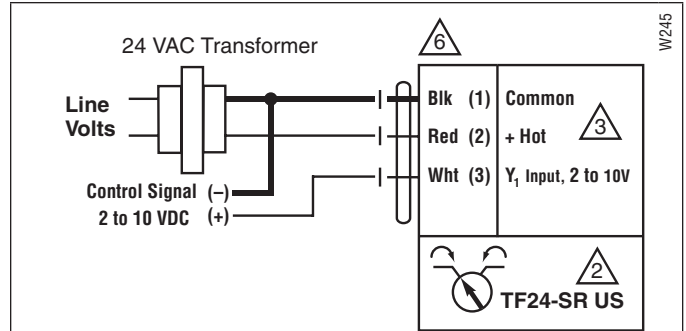 W245
24 VAC Transformer
6
Line
Volts
Blk (1) Common
Red (2) + Hot
3
Wht (3) Y1 Input, 2 to 10V
Control Signal (–)
2 to 10 VDC (+)
2
TF24-SR US